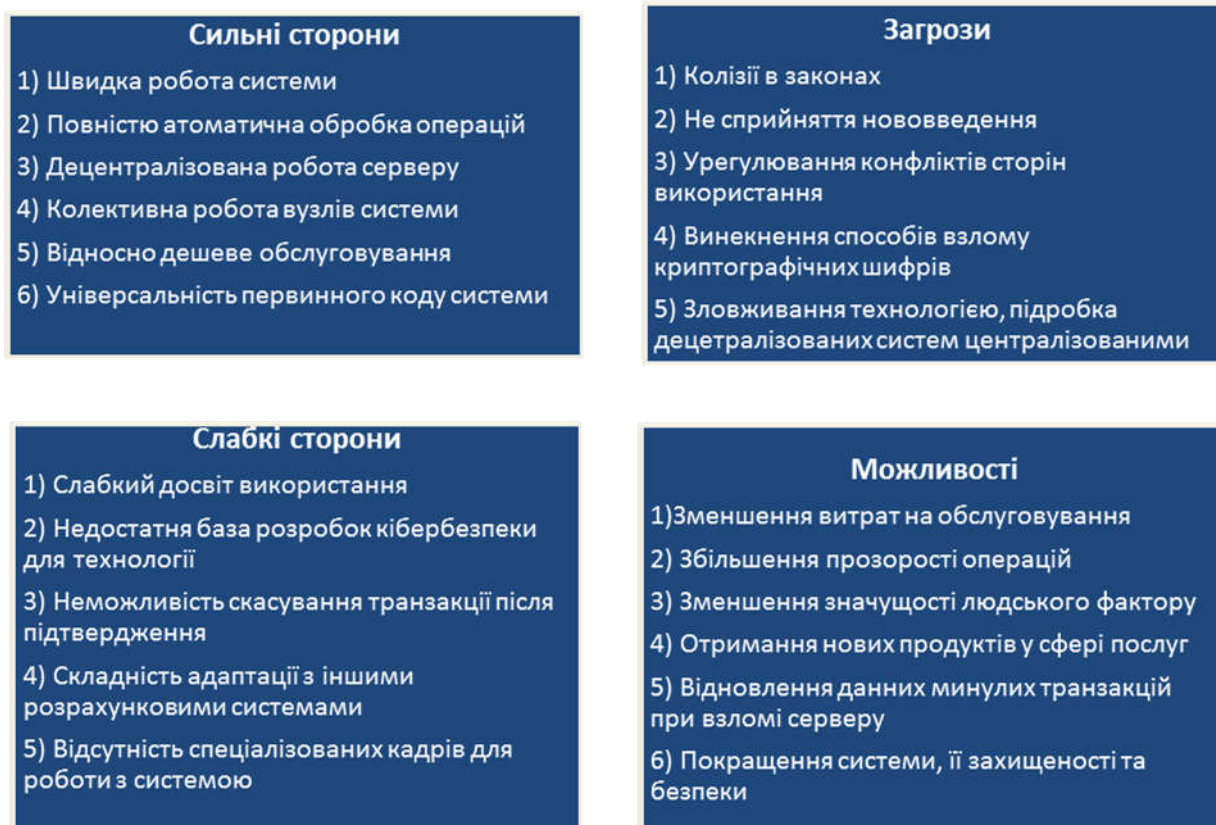 Сильні сторони
1) Швидка робота системи
2) Повністю атоматична обробка операцій
3) Децентралізована робота серверу
4) Колективна робота вузлів системи
5) Відносно дешеве обслуговування
6) Універсальність первинного коду системи
Загрози
1) Колізії в законах
2) Не сприйняття нововведення
3) Урегулювання конфліктів сторін
використання
4) Винекнення способів взлому
криптографічних шифрів
5) Зловживання технологією, підробка
децетралізованих систем централізованими
Слабкі сторони
1) Слабкий досвіт використання
2) Недостатня база розробок кібербезпеки
для технології
3) Неможливість скасування транзакції після
підтвердження
4) Складність адаптації з іншими
розрахунковими системами
5) Відсутність спеціалізованих кадрів для
роботи з системою
Можливості
1)Зменшення витрат на обслуговування
2) Збільшення прозорості операцій
3) Зменшення значущості людського фактору
4) Отримання нових продуктів у сфері послуг
5) Відновлення данних минулих транзакцій
при взломі серверу
6) Покращення системи, її захищеності та
безпеки